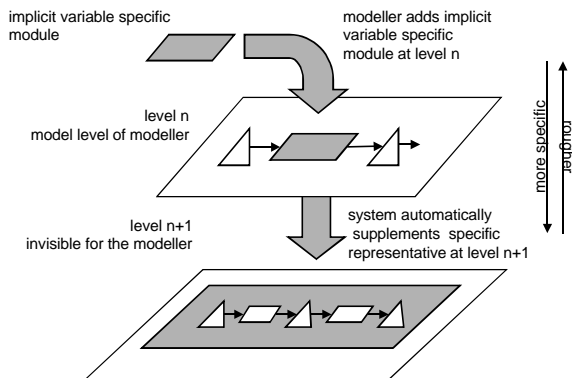 implicit variable specific
module
modeller adds implicit
variable specific
module at level n
level n
model level of modeller
more specific
rougher
level n+1
invisible for the modeller
system automatically
supplements specific
representative at level n+1